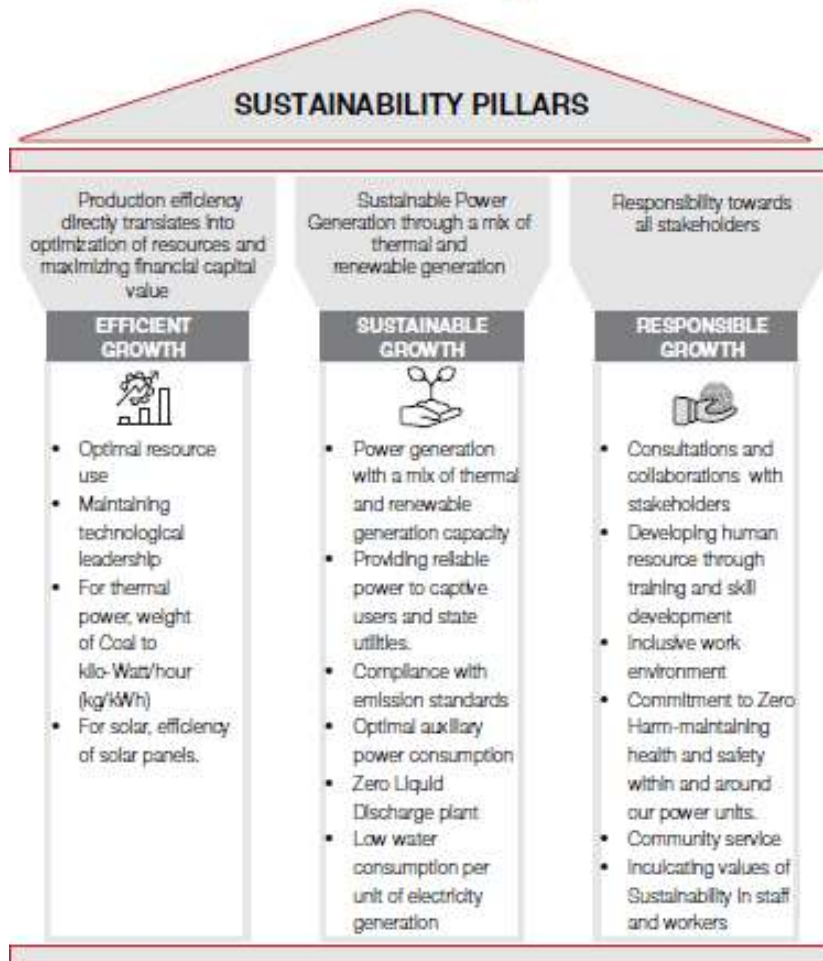 SUSTAINABILITY PILLARS
Production efficiency
directly translates into
optimization of resources and
maximizing financial capital
value
EFFICIENT
GROWTH
• Optimal resource
use
• Maintaining
technological
leadership
• For thermal
power, weight
of Coal to
kilo-Watt/hour
(kg/kWh)
• For solar, efficiency
of solar panels.
Sustainable Power
Generation through a mix of
thermal and
renewable generation
SUSTAINABLE
GROWTH
• Power generation
with a mix of thermal
and renewable
generation capacity
• Providing reliable
power to captive
users and state
utilities.
• Compliance with
emission standards
• Optimal auxiliary
power consumption
• Zero Liquid
Discharge plant
• Low water
consumption per
unit of electricity
generation
Responsibility towards
all stakeholders
RESPONSIBLE
GROWTH
• Consultations and
collaborations with
stakeholders
• Developing human
resource through
training and skill
development
• Inclusive work
environment
• Commitment to Zero
Harm-maintaining
health and safety
within and around
our power units.
• Community service
• Inculcating values of
Sustainability in staff
and workers